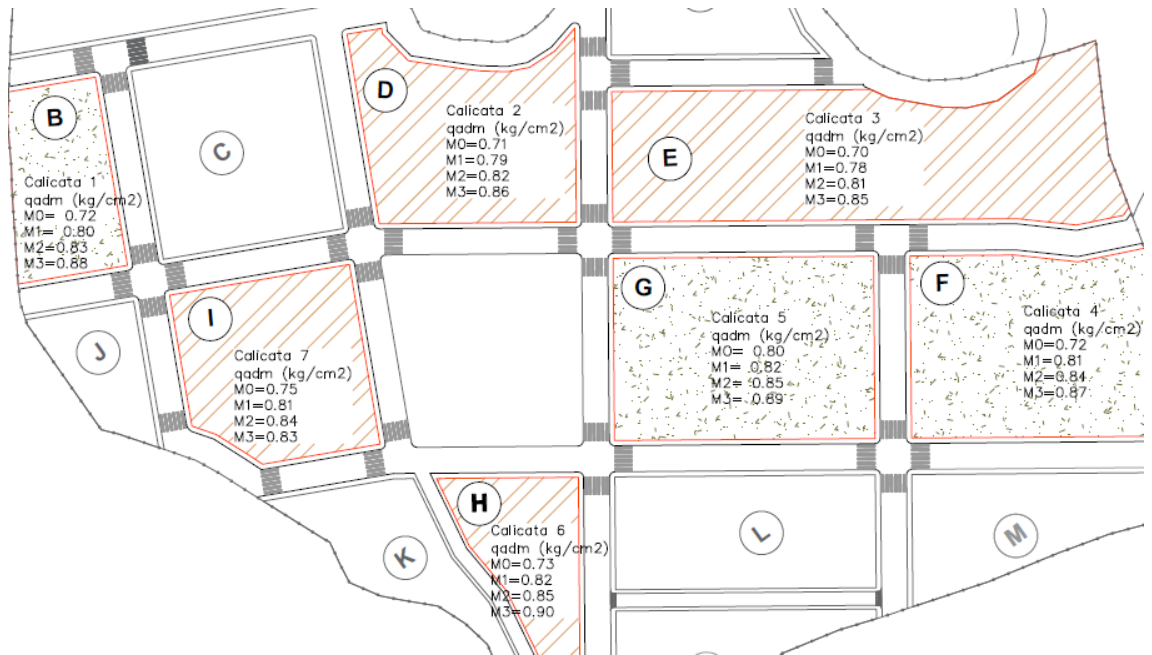 B
Calicata 1
qadm (kg/cm2)
M0= 0.72
M1= 0.80
M2=0.83
M3=0.88
C
D
Calicata 2
qadm (kg/cm2)
M0=0.71
M1=0.79
M2=0.82
M3=0.86
E
Calicata 3
qadm (kg/cm2)
M0=0.70
M1=0.78
M2=0.81
M3=0.85
J
I
Calicata 7
qadm (kg/cm2)
M0=0.75
M1=0.81
M2=0.84
M3=0.83
G
Calicata 5
qadm (kg/cm2)
M0= 0.80
M1= 0.82
M2= 0.85
M3= 0.89
F
Calicata 4
qadm (kg/cm2)
M0=0.72
M1=0.81
M2=0.84
M3=0.87
K
H
Calicata 6
qadm (kg/cm2)
M0=0.73
M1=0.82
M2=0.85
M3=0.90
L
M